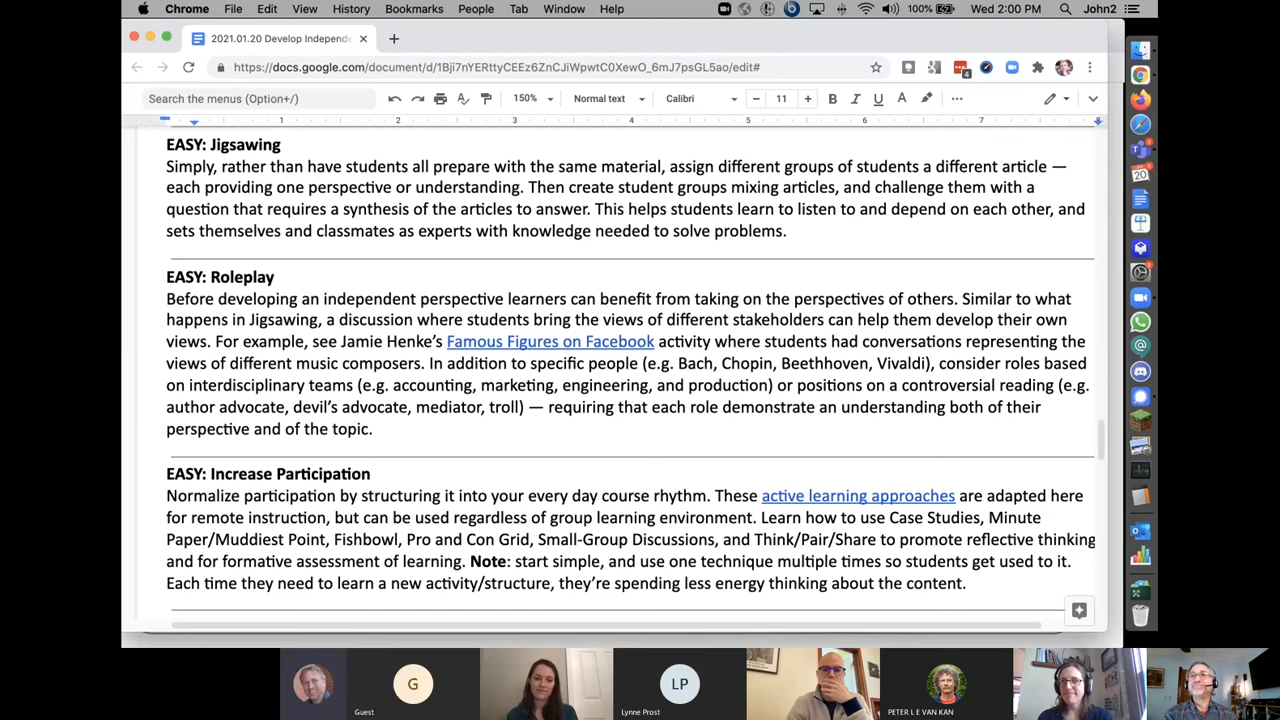 Chrome File Edit View History Bookmarks People Tab Window Help 100% Wed 2:00 PM John2
2021.01.20 Develop Independe
https://docs.google.com/document/d/1Bji7nYERttyCEEz6ZnCJiWpwtC0XewO_6mJ7psGL5ao/edit#
Search the menus (Option+/) 150% Normal text Calibri 11 B I U A
1 2 3 4 5 6 7 8
EASY: Jigsawing
Simply, rather than have students all prepare with the same material, assign different groups of students a different article —
each providing one perspective or understanding. Then create student groups mixing articles, and challenge them with a
question that requires a synthesis of the articles to answer. This helps students learn to listen to and depend on each other, and
sets themselves and classmates as experts with knowledge needed to solve problems.
EASY: Roleplay
Before developing an independent perspective learners can benefit from taking on the perspectives of others. Similar to what
happens in Jigsawing, a discussion where students bring the views of different stakeholders can help them develop their own
views. For example, see Jamie Henke's Famous Figures on Facebook activity where students had conversations representing the
views of different music composers. In addition to specific people (e.g. Bach, Chopin, Beethhoven, Vivaldi), consider roles based
on interdisciplinary teams (e.g. accounting, marketing, engineering, and production) or positions on a controversial reading (e.g.
author advocate, devil's advocate, mediator, troll) — requiring that each role demonstrate an understanding both of their
perspective and of the topic.
EASY: Increase Participation
Normalize participation by structuring it into your every day course rhythm. These active learning approaches are adapted here
for remote instruction, but can be used regardless of group learning environment. Learn how to use Case Studies, Minute
Paper/Muddiest Point, Fishbowl, Pro and Con Grid, Small-Group Discussions, and Think/Pair/Share to promote reflective thinking
and for formative assessment of learning. Note: start simple, and use one technique multiple times so students get used to it.
Each time they need to learn a new activity/structure, they're spending less energy thinking about the content.
G
LP
Guest
Lynne Prost
PETER L E VAN KAN